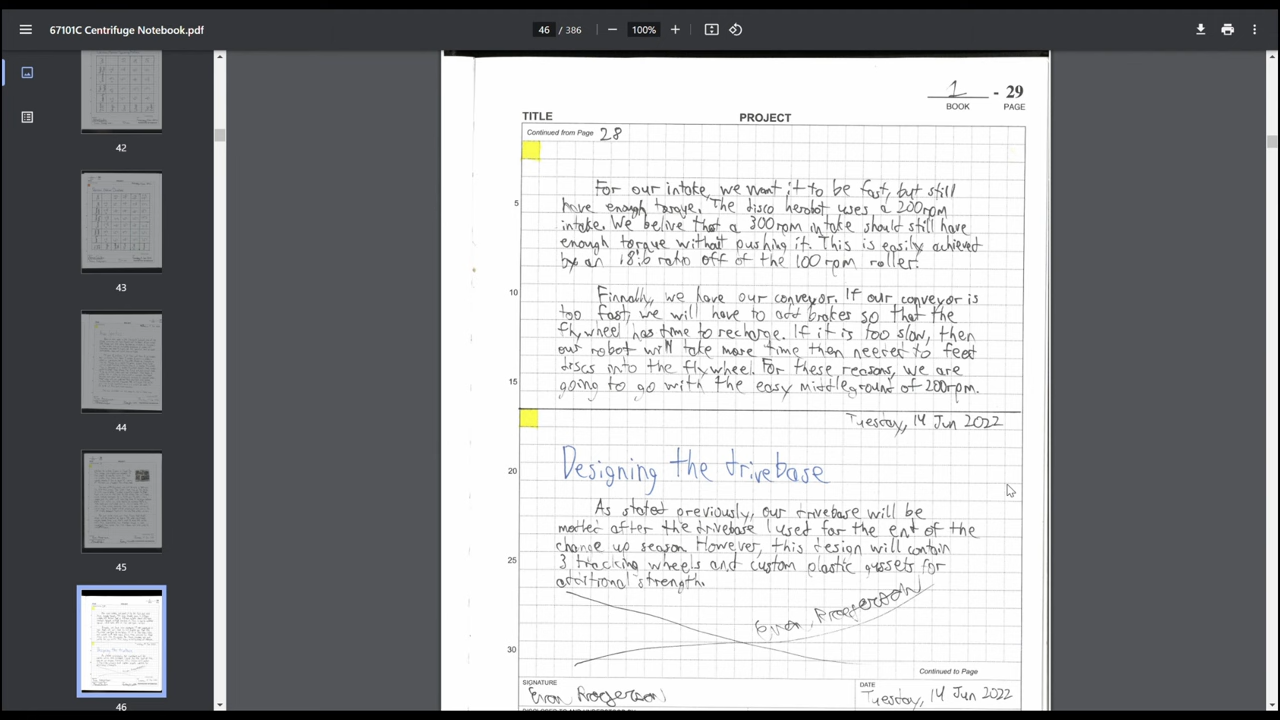 67101C Centrifuge Notebook.pdf
46 / 386
100%
42
43
44
45
46
1 - 29
BOOK PAGE
TITLE PROJECT
Continued from Page 28
For our intake, we want it to be fast, but still
5 have enough torque. The disco herobot uses a 200rpm
intake. We belive that a 300rpm intake should still have
enough torque without pushing it. This is easily achieved
by an 18:6 ratio off of the 100rpm roller.
10 Finnally, we have our conveyor. If our conveyor is
too fast, we will have to add brakes so that the
flywheel has time to recharge. If it is too slow, then
our robot will take more time then needed to feed
discs into the flywheel. For these reasons, we are
15 going to go with the easy middleground of 200rpm.
Tuesday, 14 Jun 2022
20 Designing the drivebase
As stated previously, our drivebase will be
moddled after the drivebase I used for the end of the
change up season. However, this design will contain
25 3 tracking wheels and custom plastic gussets for
additional strength.
30
Continued to Page
SIGNATURE
DATE
Tuesday, 14 Jun 2022